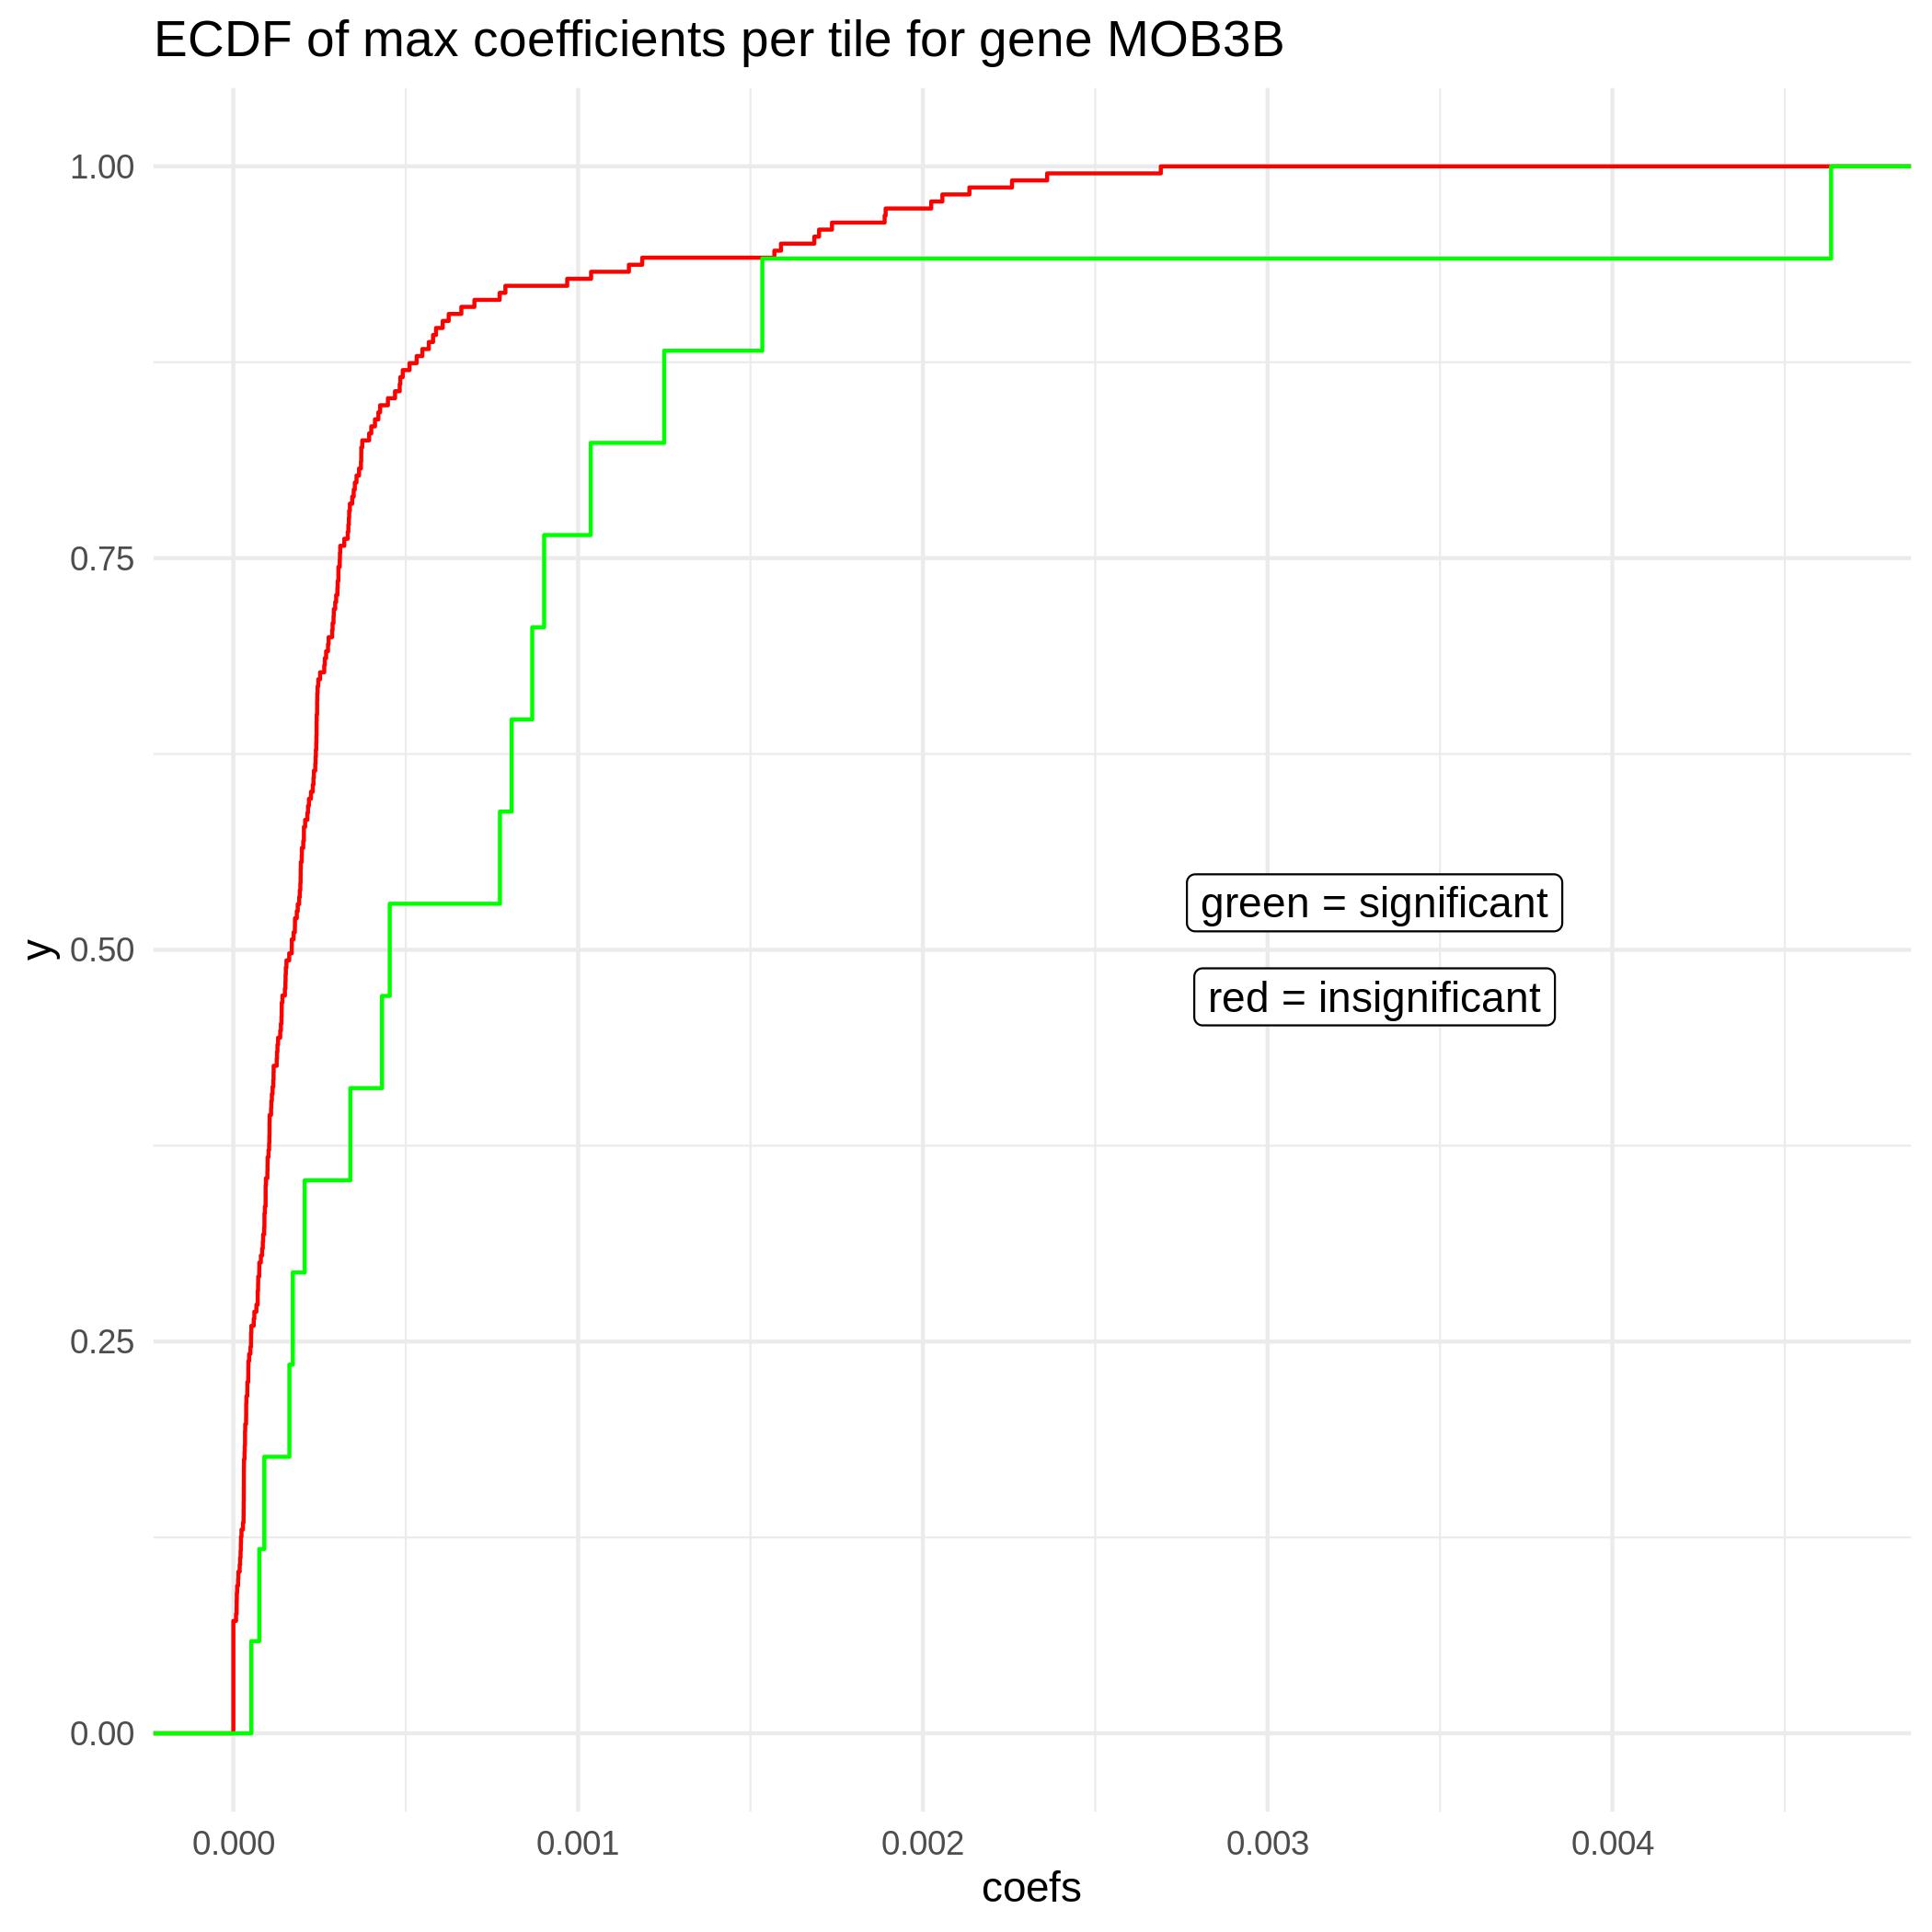 ECDF of max coefficients per tile for gene MOB3B
1.00
0.75
0.50
0.25
0.00
y
green = significant
red = insignificant
0.000
0.001
0.002
0.003
0.004
coefs